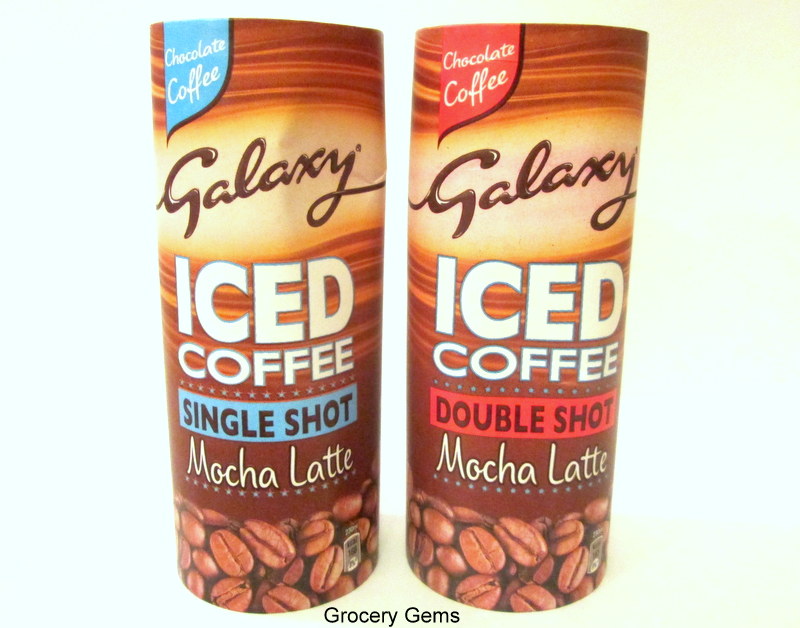 Chocolate
Coffee
Galaxy
ICED
COFFEE
SINGLE SHOT
Mocha Latte
Chocolate
Coffee
Galaxy
ICED
COFFEE
DOUBLE SHOT
Mocha Latte
Grocery Gems